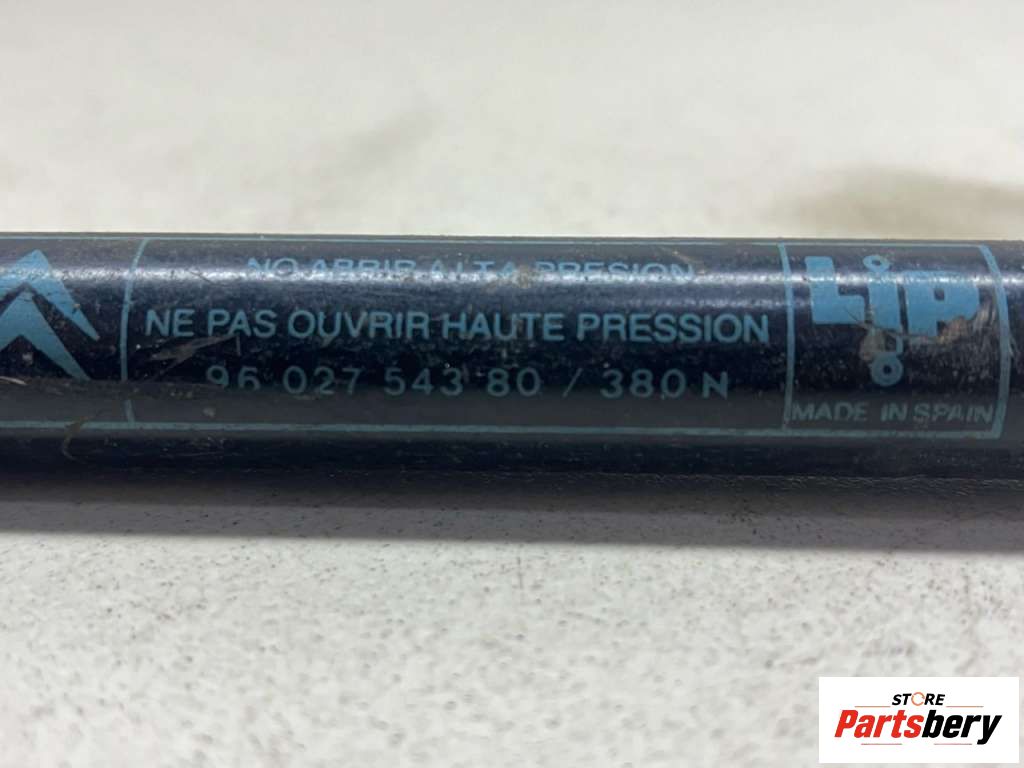 NO ABRIR ALTA PRESION
NE PAS OUVRIR HAUTE PRESSION
96 027 543 80 / 380 N
Lip
MADE IN SPAIN
STORE
Partsbery